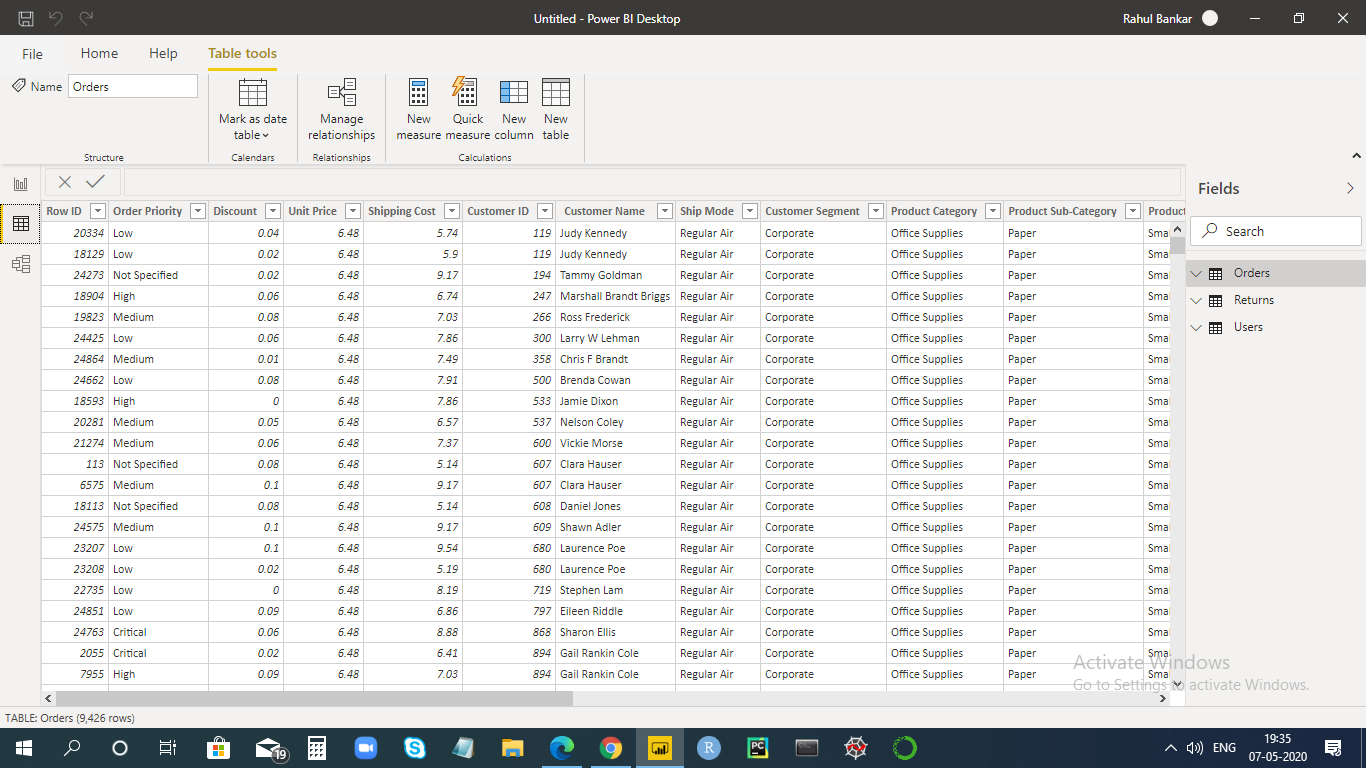 Untitled - Power BI Desktop
Rahul Bankar
File Home Help Table tools
Name Orders
Mark as date table
Manage relationships
New measure
Quick measure
New column
New table
Structure Calendars Relationships Calculations
Fields
Search
Orders
Returns
Users
Row ID Order Priority Discount Unit Price Shipping Cost Customer ID Customer Name Ship Mode Customer Segment Product Category Product Sub-Category Product
20334 Low 0.04 6.48 5.74 119 Judy Kennedy Regular Air Corporate Office Supplies Paper Sma
18129 Low 0.02 6.48 5.9 119 Judy Kennedy Regular Air Corporate Office Supplies Paper Sma
24273 Not Specified 0.02 6.48 9.17 194 Tammy Goldman Regular Air Corporate Office Supplies Paper Sma
18904 High 0.06 6.48 6.74 247 Marshall Brandt Briggs Regular Air Corporate Office Supplies Paper Sma
19823 Medium 0.08 6.48 7.03 266 Ross Frederick Regular Air Corporate Office Supplies Paper Sma
24425 Low 0.06 6.48 7.86 300 Larry W Lehman Regular Air Corporate Office Supplies Paper Sma
24864 Medium 0.01 6.48 7.49 358 Chris F Brandt Regular Air Corporate Office Supplies Paper Sma
24662 Low 0.08 6.48 7.91 500 Brenda Cowan Regular Air Corporate Office Supplies Paper Sma
18593 High 0 6.48 7.86 533 Jamie Dixon Regular Air Corporate Office Supplies Paper Sma
20281 Medium 0.05 6.48 6.57 537 Nelson Coley Regular Air Corporate Office Supplies Paper Sma
21274 Medium 0.06 6.48 7.37 600 Vickie Morse Regular Air Corporate Office Supplies Paper Sma
113 Not Specified 0.08 6.48 5.14 607 Clara Hauser Regular Air Corporate Office Supplies Paper Sma
6575 Medium 0.1 6.48 9.17 607 Clara Hauser Regular Air Corporate Office Supplies Paper Sma
18113 Not Specified 0.08 6.48 5.14 608 Daniel Jones Regular Air Corporate Office Supplies Paper Sma
24575 Medium 0.1 6.48 9.17 609 Shawn Adler Regular Air Corporate Office Supplies Paper Sma
23207 Low 0.1 6.48 9.54 680 Laurence Poe Regular Air Corporate Office Supplies Paper Sma
23208 Low 0.02 6.48 5.19 680 Laurence Poe Regular Air Corporate Office Supplies Paper Sma
22735 Low 0 6.48 8.19 719 Stephen Lam Regular Air Corporate Office Supplies Paper Sma
24851 Low 0.09 6.48 6.86 797 Eileen Riddle Regular Air Corporate Office Supplies Paper Sma
24763 Critical 0.06 6.48 8.88 868 Sharon Ellis Regular Air Corporate Office Supplies Paper Sma
2055 Critical 0.02 6.48 6.41 894 Gail Rankin Cole Regular Air Corporate Office Supplies Paper Sma
7955 High 0.09 6.48 7.03 894 Gail Rankin Cole Regular Air Corporate Office Supplies Paper Sma
Activate Windows
Go to Settings to activate Windows.
TABLE: Orders (9,426 rows)
19
R
PC
ENG
19:35
07-05-2020